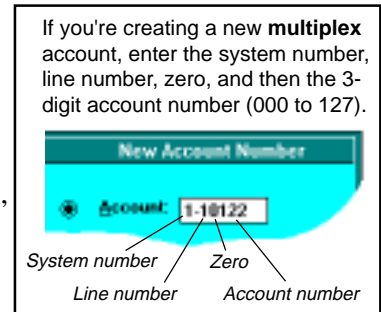 If you're creating a new multiplex
account, enter the system number,
line number, zero, and then the 3-
digit account number (000 to 127).
New Account Number
,
Account: 1-10122
System number Zero
Line number Account number